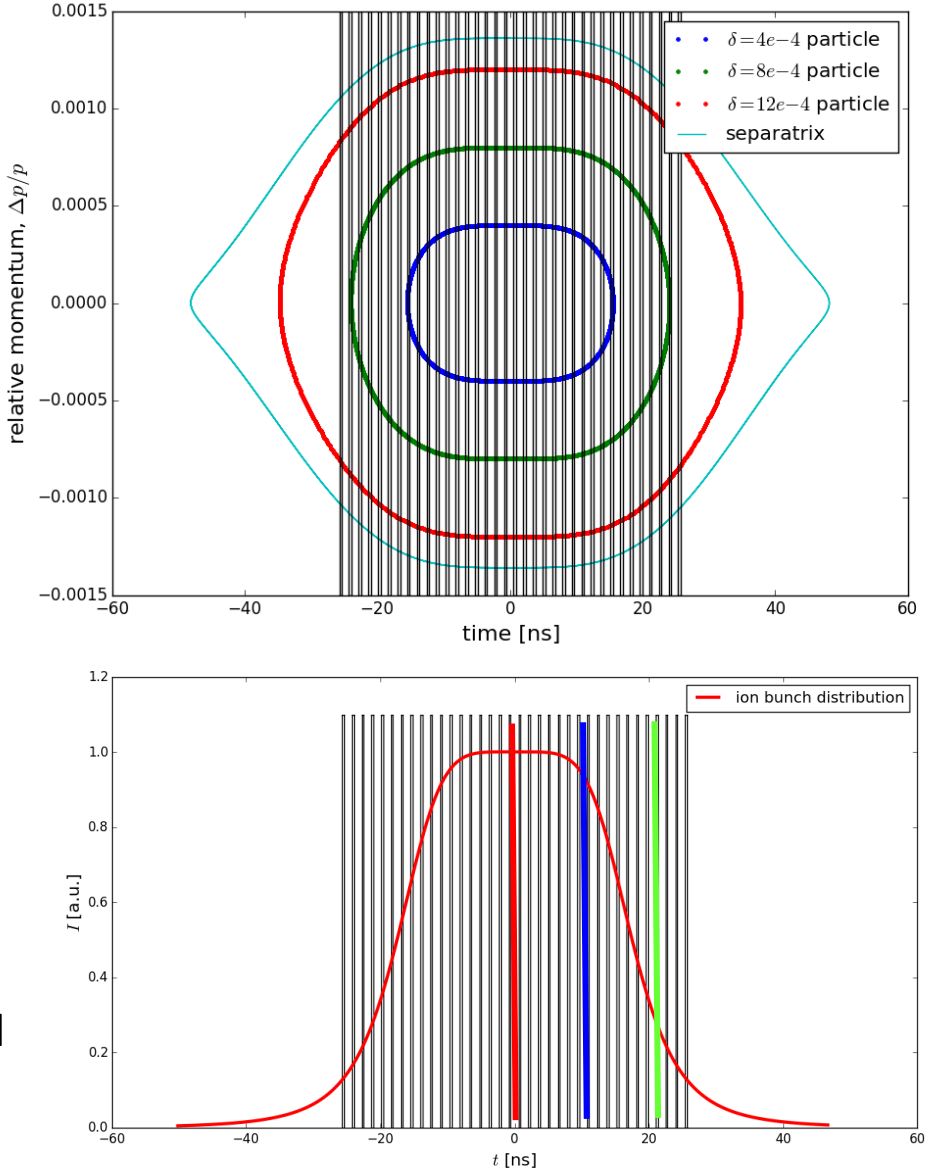 0.0015
δ=4e−4 particle
δ=8e−4 particle
δ=12e−4 particle
separatrix
0.0010
0.0005
0.0000
−0.0005
−0.0010
−0.0015
relative momentum, Δp/p
−60 −40 −20 0 20 40 60
time [ns]
1.2
ion bunch distribution
1.0
0.8
0.6
0.4
0.2
0.0
I [a.u.]
−60 −40 −20 0 20 40 60
t [ns]